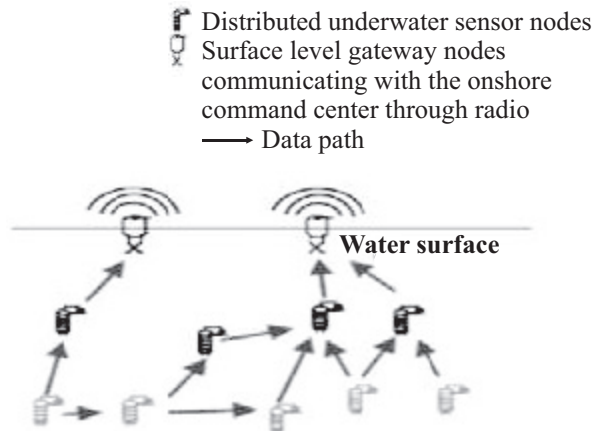 Distributed underwater sensor nodes
Surface level gateway nodes
communicating with the onshore
command center through radio
Data path
Water surface